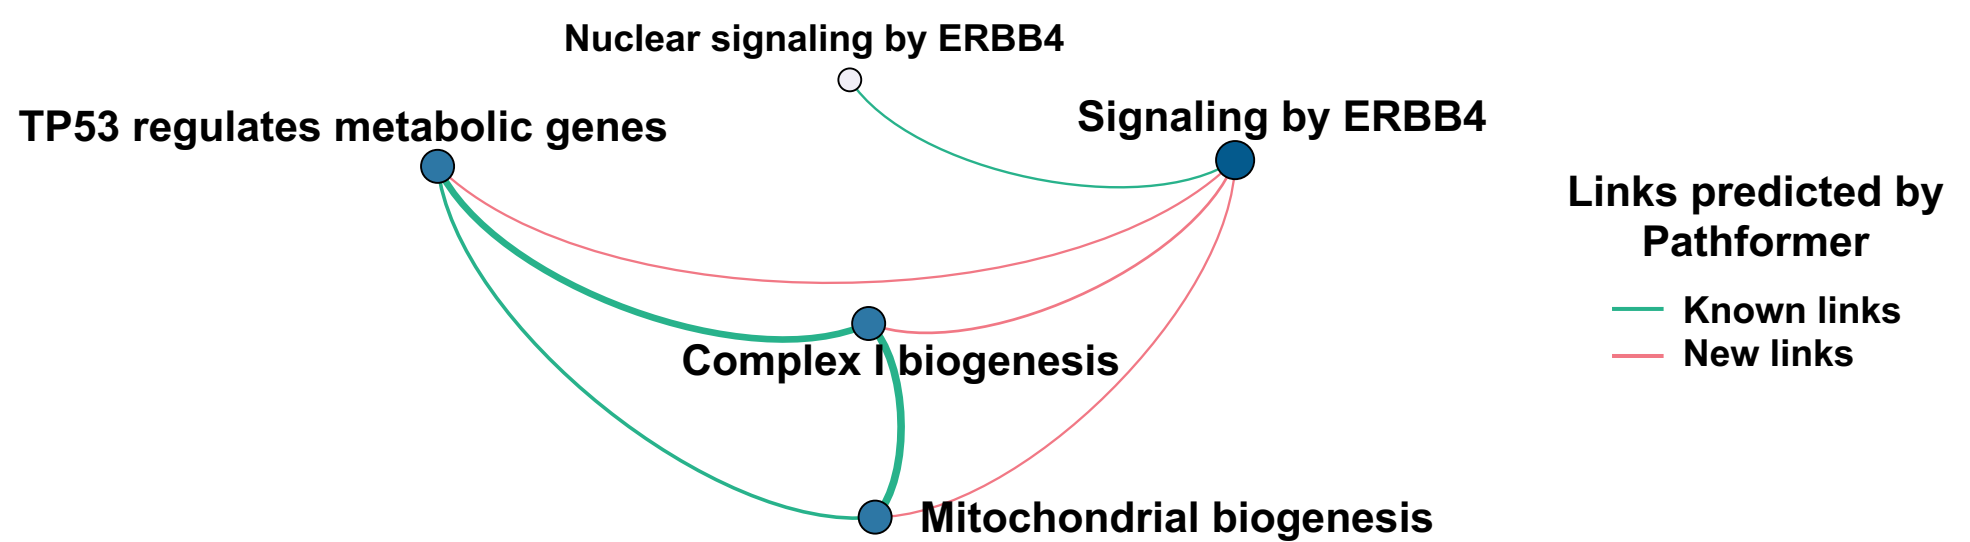 Nuclear signaling by ERBB4
TP53 regulates metabolic genes
Signaling by ERBB4
Complex I biogenesis
Mitochondrial biogenesis
Links predicted by
Pathformer
Known links
New links